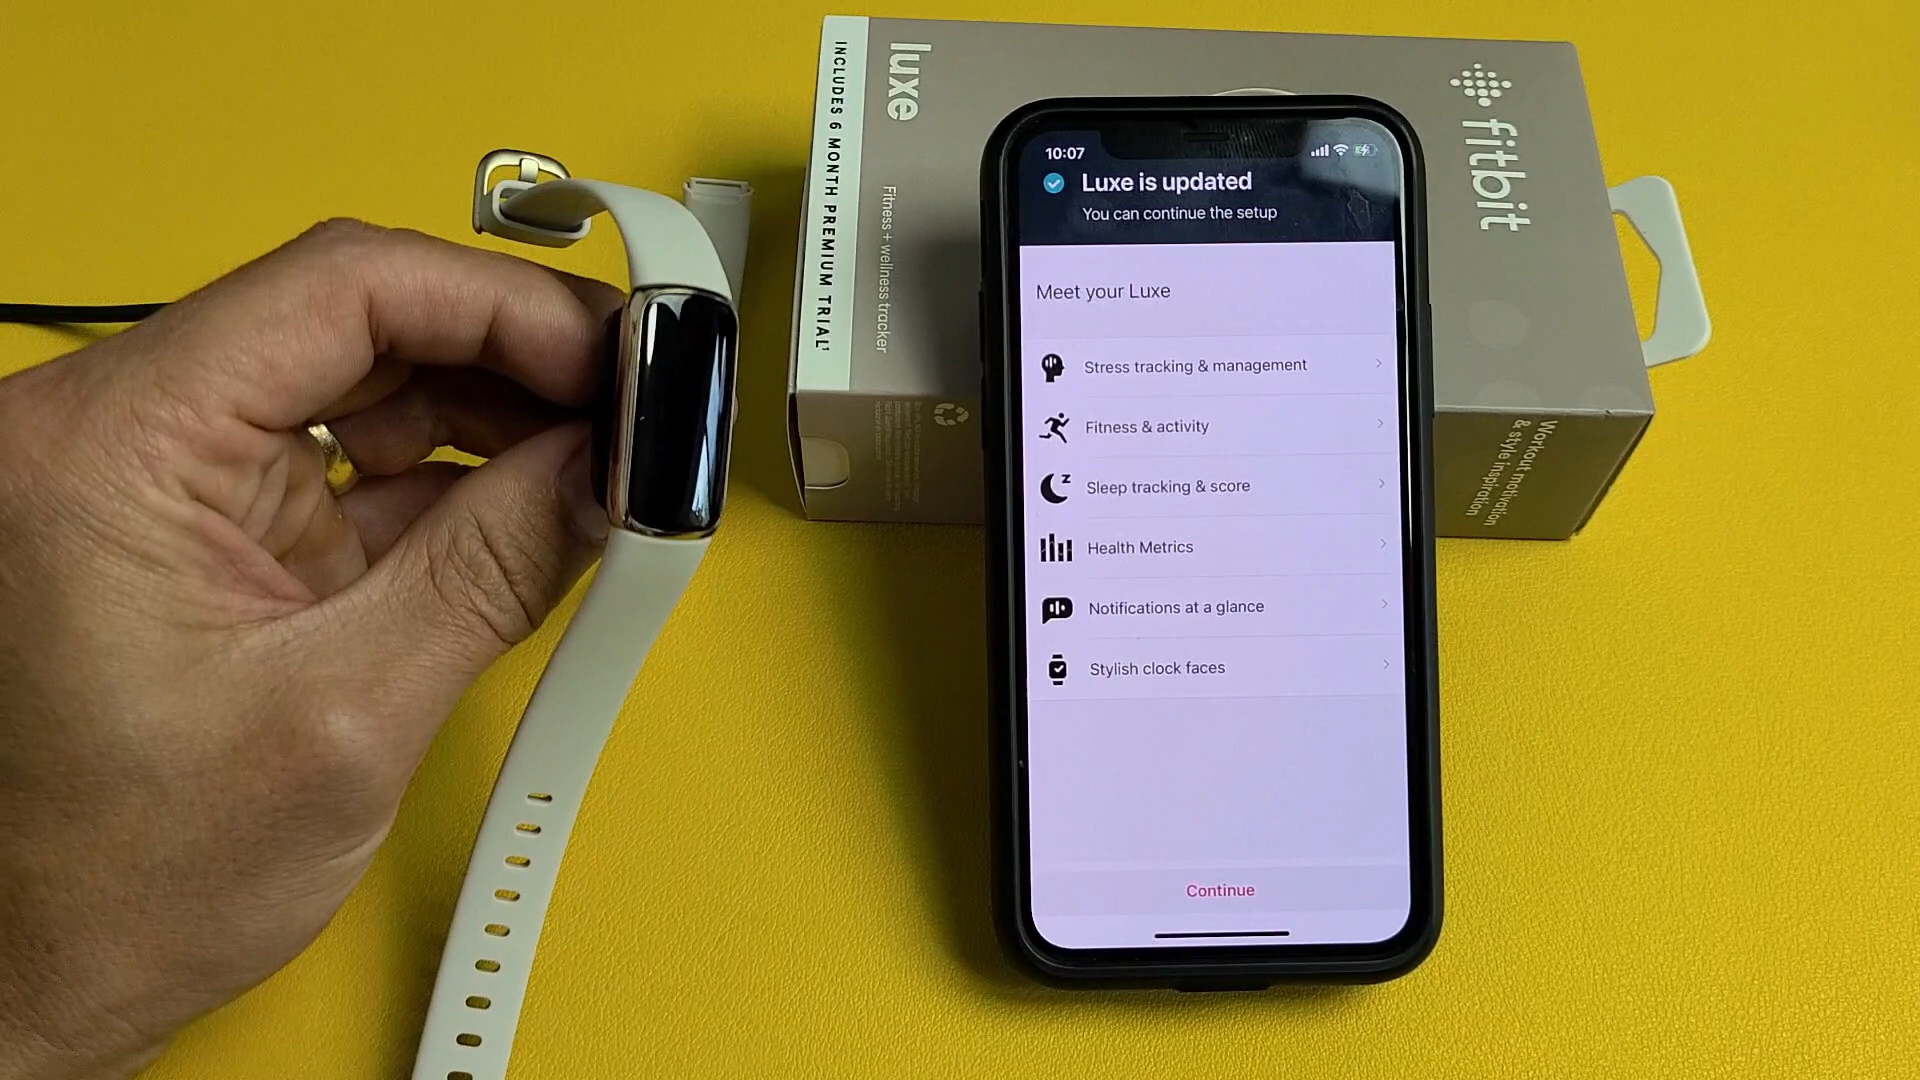 INCLUDES 6 MONTH PREMIUM TRIAL¹
luxe
Fitness + wellness tracker
fitbit
Workout motivation
& style inspiration
10:07
Luxe is updated
You can continue the setup
Meet your Luxe
Stress tracking & management
Fitness & activity
Sleep tracking & score
Health Metrics
Notifications at a glance
Stylish clock faces
Continue